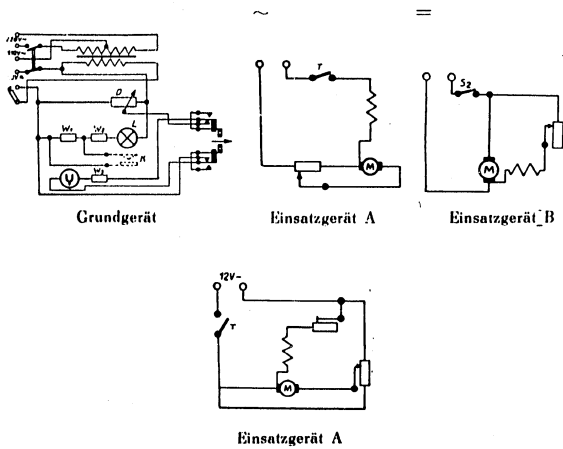 ~ =
220V~
110V~
D
L
W₁ W₂
K
V W₃
Grundgerät
T
M
Einsatzgerät A
S₂
M
Einsatzgerät B
12V~
T
M
Einsatzgerät A